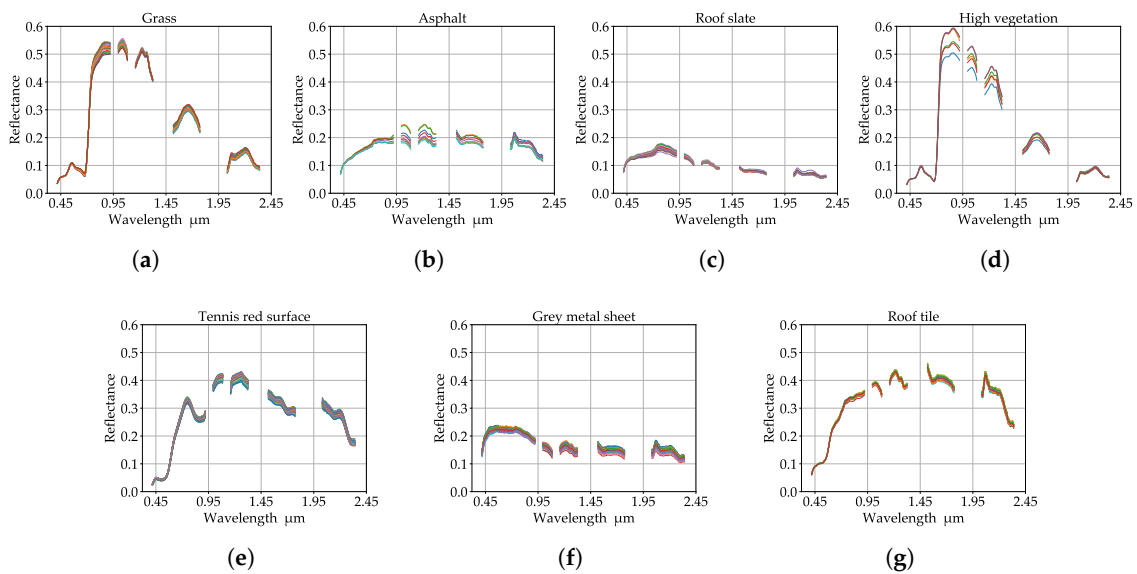 Grass
0.6
0.5
0.4
0.3
0.2
0.1
0.0
Reflectance
0.45 0.95 1.45 1.95 2.45
Wavelength μm
(a)
Asphalt
0.6
0.5
0.4
0.3
0.2
0.1
0.0
Reflectance
0.45 0.95 1.45 1.95 2.45
Wavelength μm
(b)
Roof slate
0.6
0.5
0.4
0.3
0.2
0.1
0.0
Reflectance
0.45 0.95 1.45 1.95 2.45
Wavelength μm
(c)
High vegetation
0.6
0.5
0.4
0.3
0.2
0.1
0.0
Reflectance
0.45 0.95 1.45 1.95 2.45
Wavelength μm
(d)
Tennis red surface
0.6
0.5
0.4
0.3
0.2
0.1
0.0
Reflectance
0.45 0.95 1.45 1.95 2.45
Wavelength μm
(e)
Grey metal sheet
0.6
0.5
0.4
0.3
0.2
0.1
0.0
Reflectance
0.45 0.95 1.45 1.95 2.45
Wavelength μm
(f)
Roof tile
0.6
0.5
0.4
0.3
0.2
0.1
0.0
Reflectance
0.45 0.95 1.45 1.95 2.45
Wavelength μm
(g)